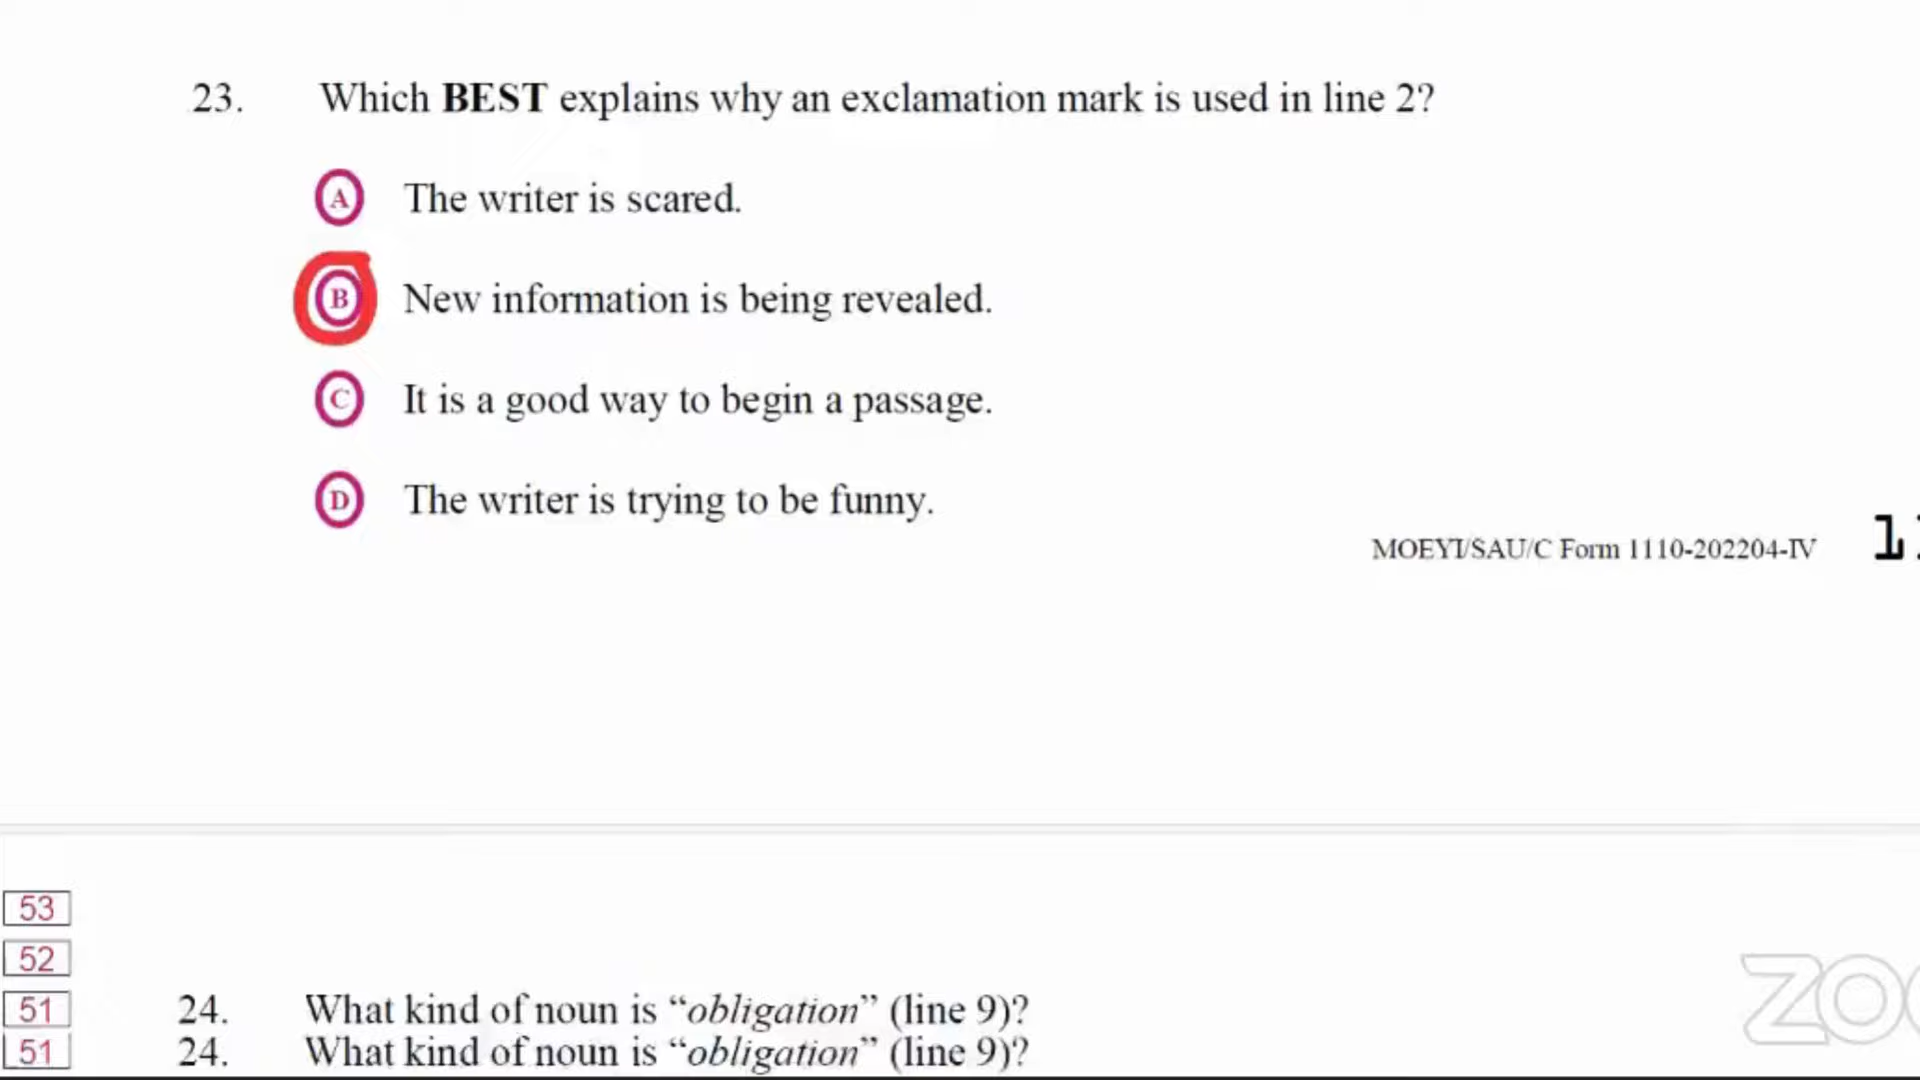 23. Which BEST explains why an exclamation mark is used in line 2?
A The writer is scared.
B New information is being revealed.
C It is a good way to begin a passage.
D The writer is trying to be funny.
MOEYI/SAU/C Form 1110-202204-IV
53
52
51 24. What kind of noun is “obligation” (line 9)?
51 24. What kind of noun is “obligation” (line 9)?